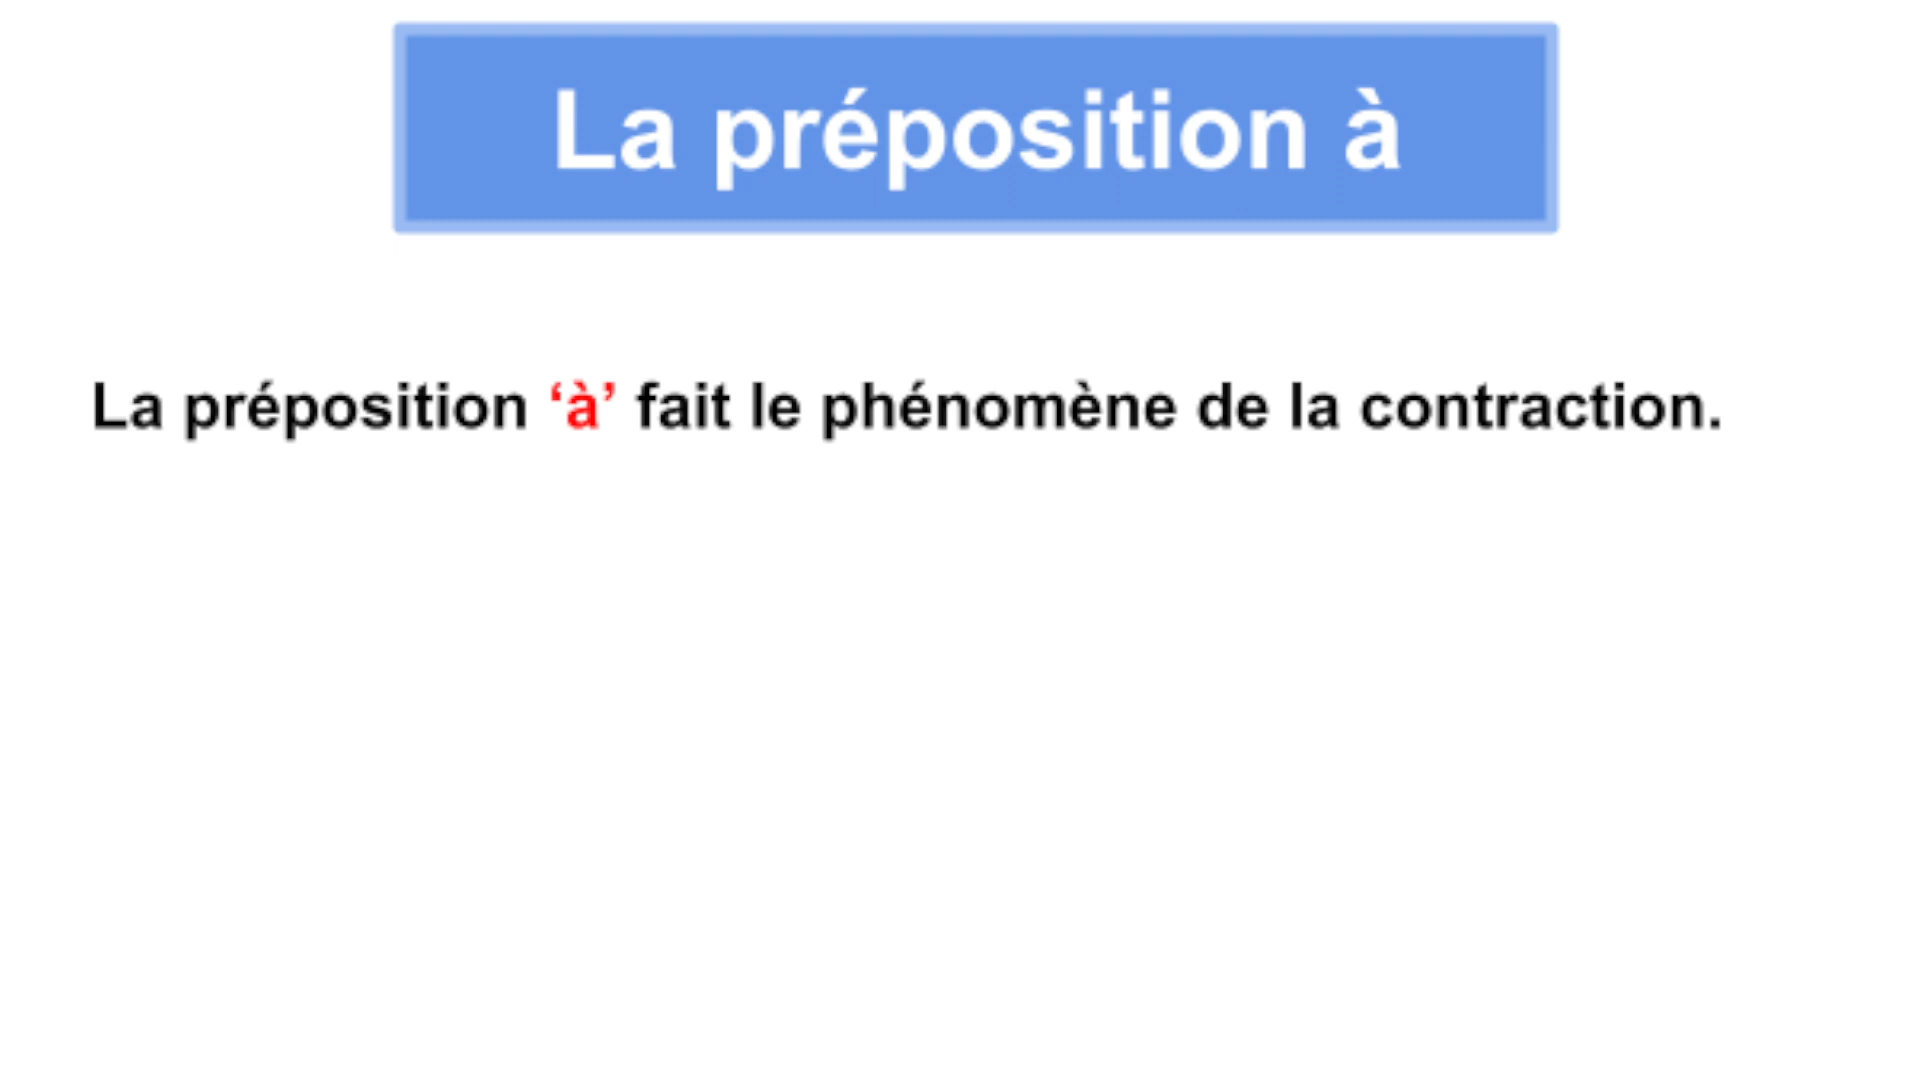 La préposition à
La préposition ‘à’ fait le phénomène de la contraction.